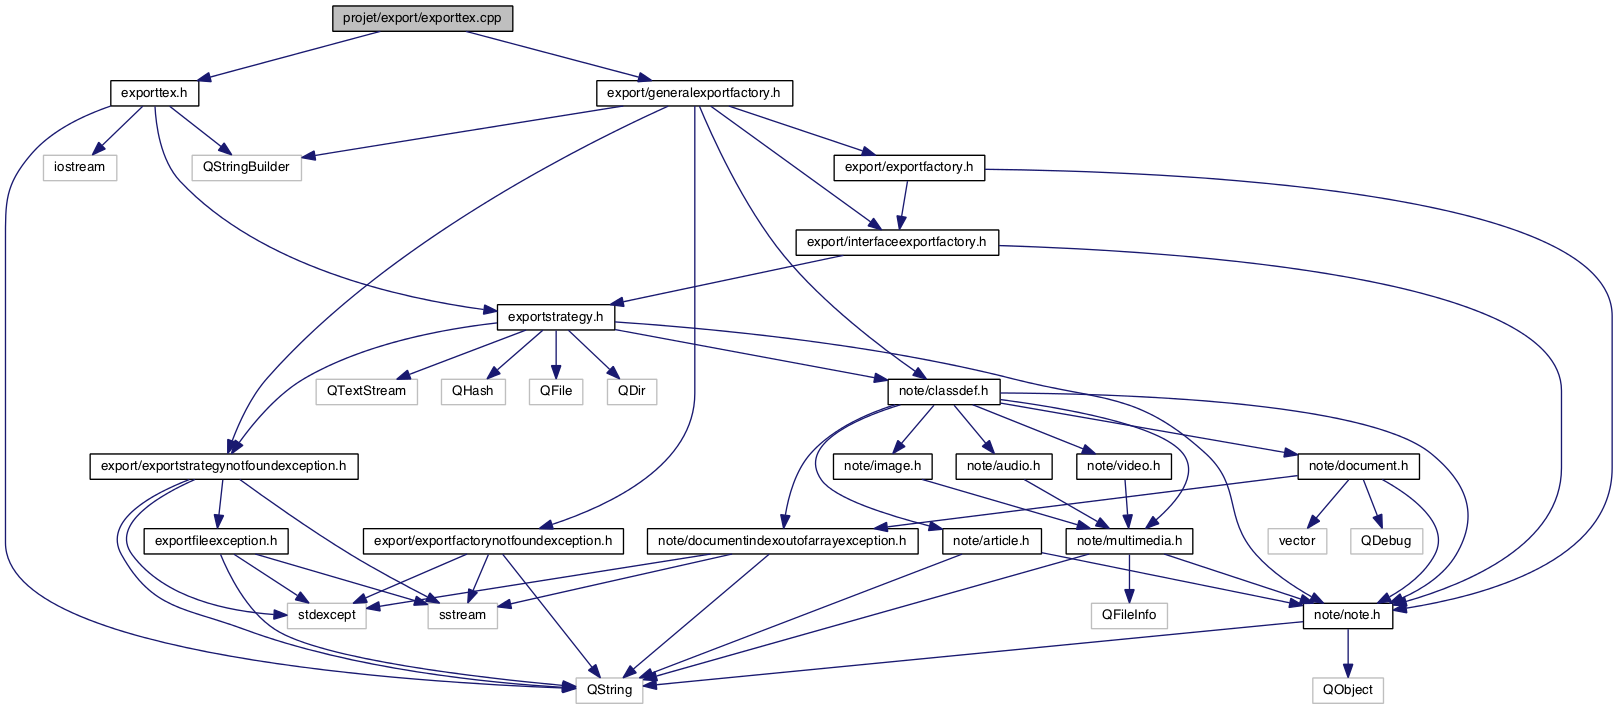 projet/export/exporttex.cpp
exporttex.h
export/generalexportfactory.h
iostream
QStringBuilder
export/exportfactory.h
export/interfaceexportfactory.h
exportstrategy.h
QTextStream
QHash
QFile
QDir
note/classdef.h
export/exportstrategynotfoundexception.h
note/image.h
note/audio.h
note/video.h
note/document.h
exportfileexception.h
export/exportfactorynotfoundexception.h
note/documentindexoutofarrayexception.h
note/article.h
note/multimedia.h
vector
QDebug
stdexcept
sstream
QFileInfo
note/note.h
QString
QObject